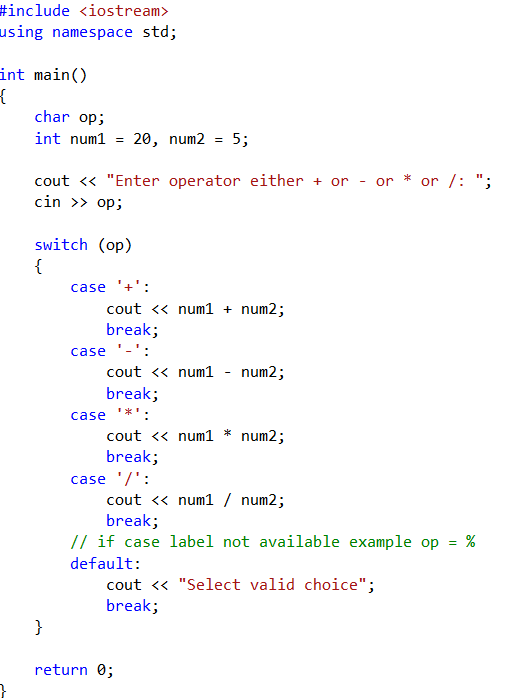 #include <iostream>
using namespace std;
int main()
{
char op;
int num1 = 20, num2 = 5;
cout << "Enter operator either + or - or * or /: ";
cin >> op;
switch (op)
{
case '+':
cout << num1 + num2;
break;
case '-':
cout << num1 - num2;
break;
case '*':
cout << num1 * num2;
break;
case '/':
cout << num1 / num2;
break;
// if case label not available example op = %
default:
cout << "Select valid choice";
break;
}
return 0;
}